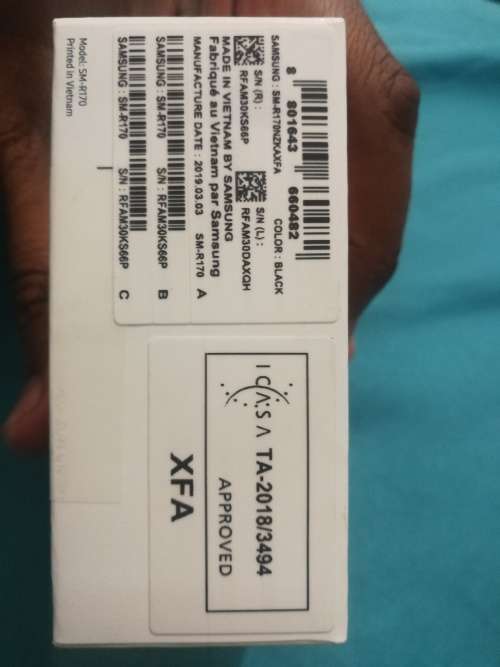 8 801643 660482
SAMSUNG : SM-R170NZKAXFA COLOR : BLACK
S/N (R) :
RFAM30KS66P
S/N (L) :
RFAM30DAXQH
MADE IN VIETNAM BY SAMSUNG
Fabriqué au Vietnam par Samsung
MANUFACTURE DATE : 2019.03.03 SM-R170 A
SAMSUNG : SM-R170 S/N : RFAM30KS66P B
SAMSUNG : SM-R170 S/N : RFAM30KS66P C
Model: SM-R170
Printed in Vietnam
ICASA TA-2018/3494
APPROVED
XFA